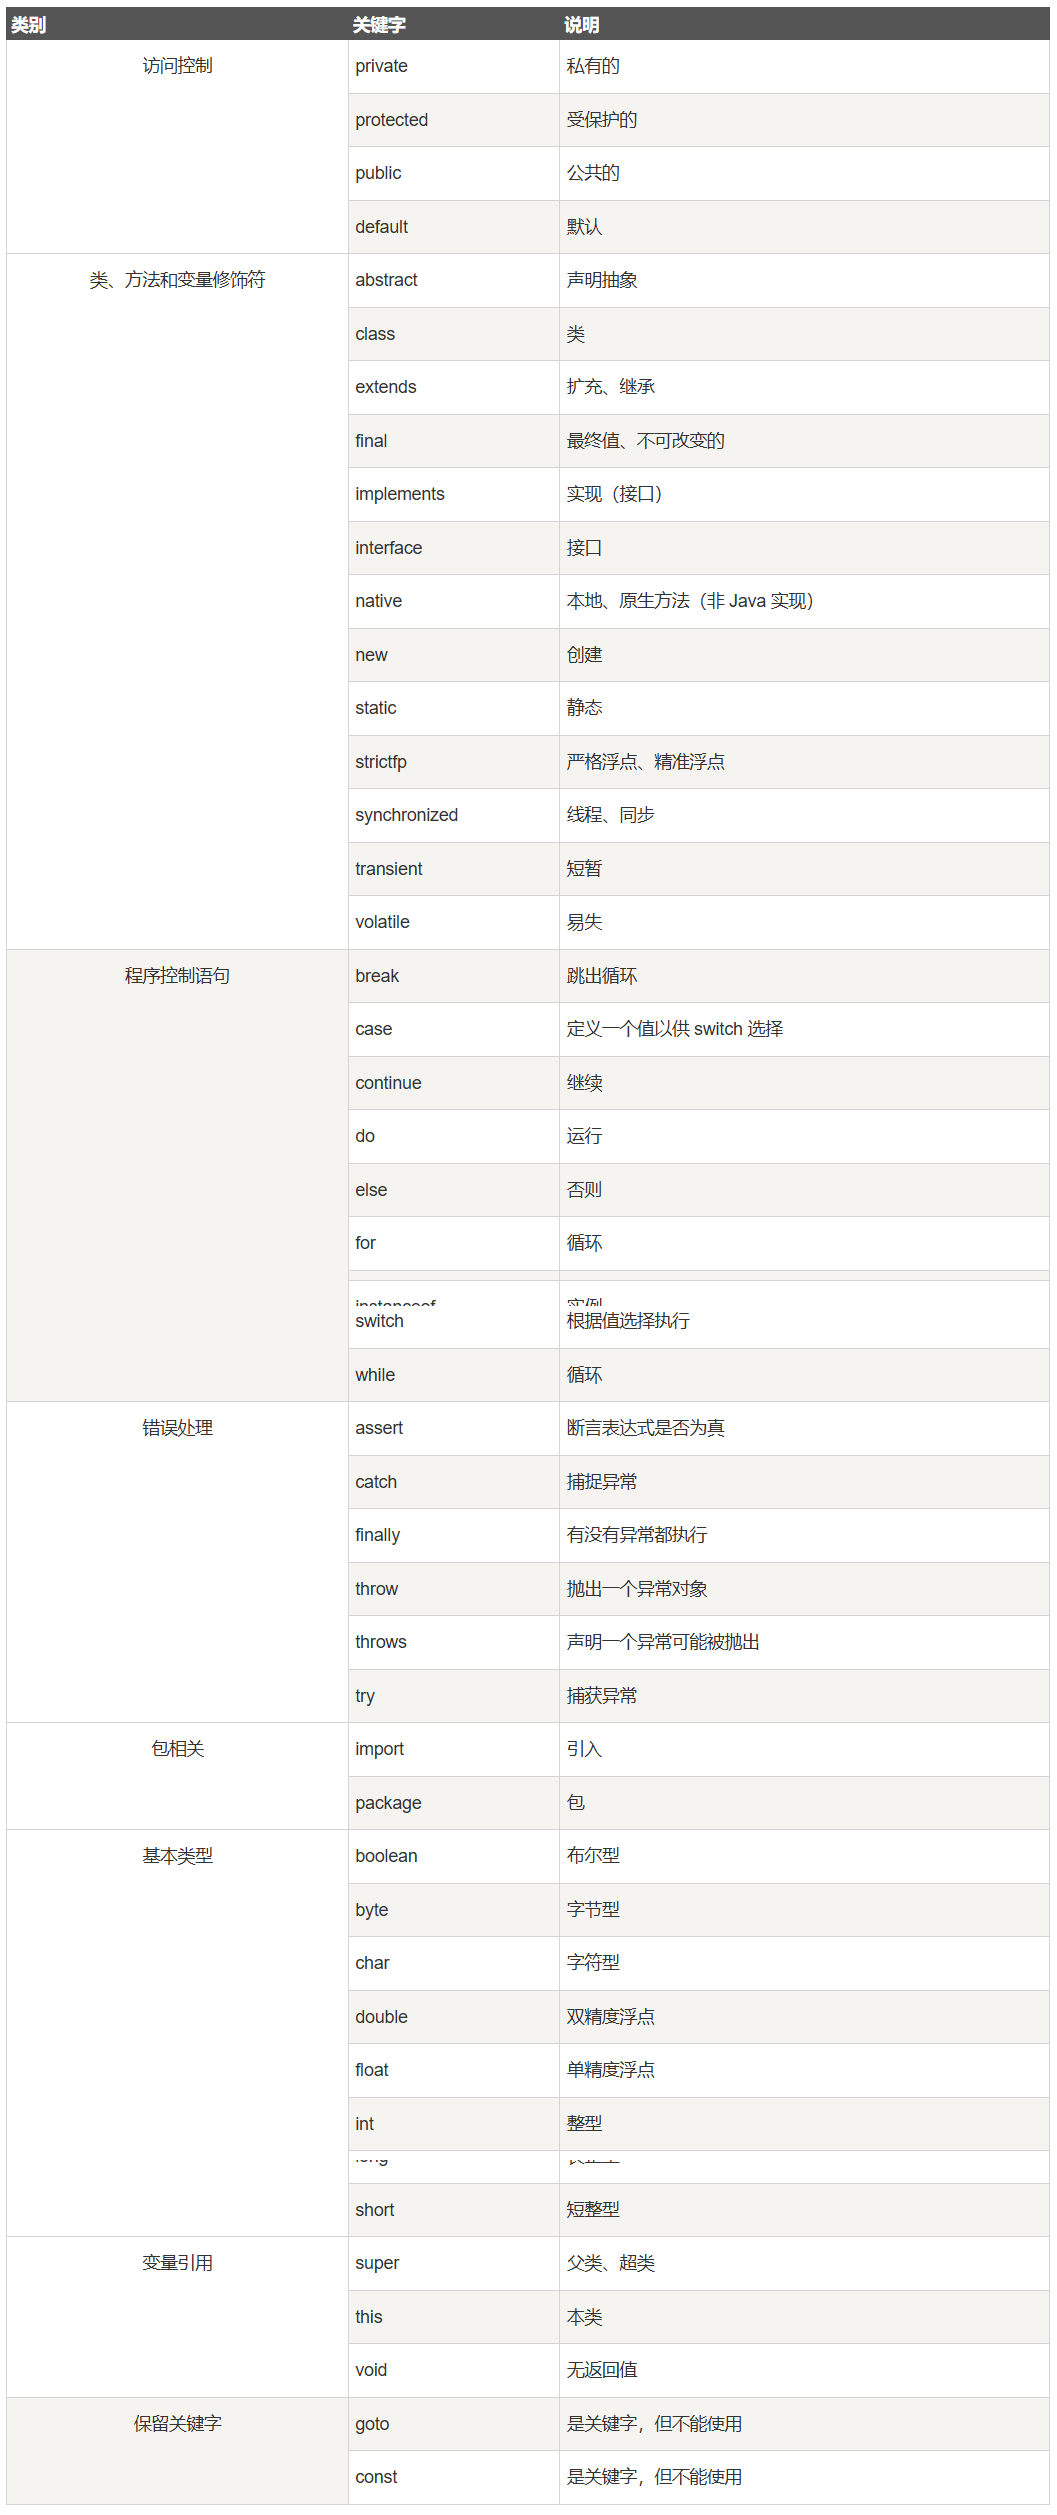 类别 关键字 说明
访问控制 private 私有的
protected 受保护的
public 公共的
default 默认
类、方法和变量修饰符 abstract 声明抽象
class 类
extends 扩充、继承
final 最终值、不可改变的
implements 实现（接口）
interface 接口
native 本地、原生方法（非 Java 实现）
new 创建
static 静态
strictfp 严格浮点、精准浮点
synchronized 线程、同步
transient 短暂
volatile 易失
程序控制语句 break 跳出循环
case 定义一个值以供 switch 选择
continue 继续
do 运行
else 否则
for 循环
instanceof 实例
switch 根据值选择执行
while 循环
错误处理 assert 断言表达式是否为真
catch 捕捉异常
finally 有没有异常都执行
throw 抛出一个异常对象
throws 声明一个异常可能被抛出
try 捕获异常
包相关 import 引入
package 包
基本类型 boolean 布尔型
byte 字节型
char 字符型
double 双精度浮点
float 单精度浮点
int 整型
short 短整型
变量引用 super 父类、超类
this 本类
void 无返回值
保留关键字 goto 是关键字，但不能使用
const 是关键字，但不能使用